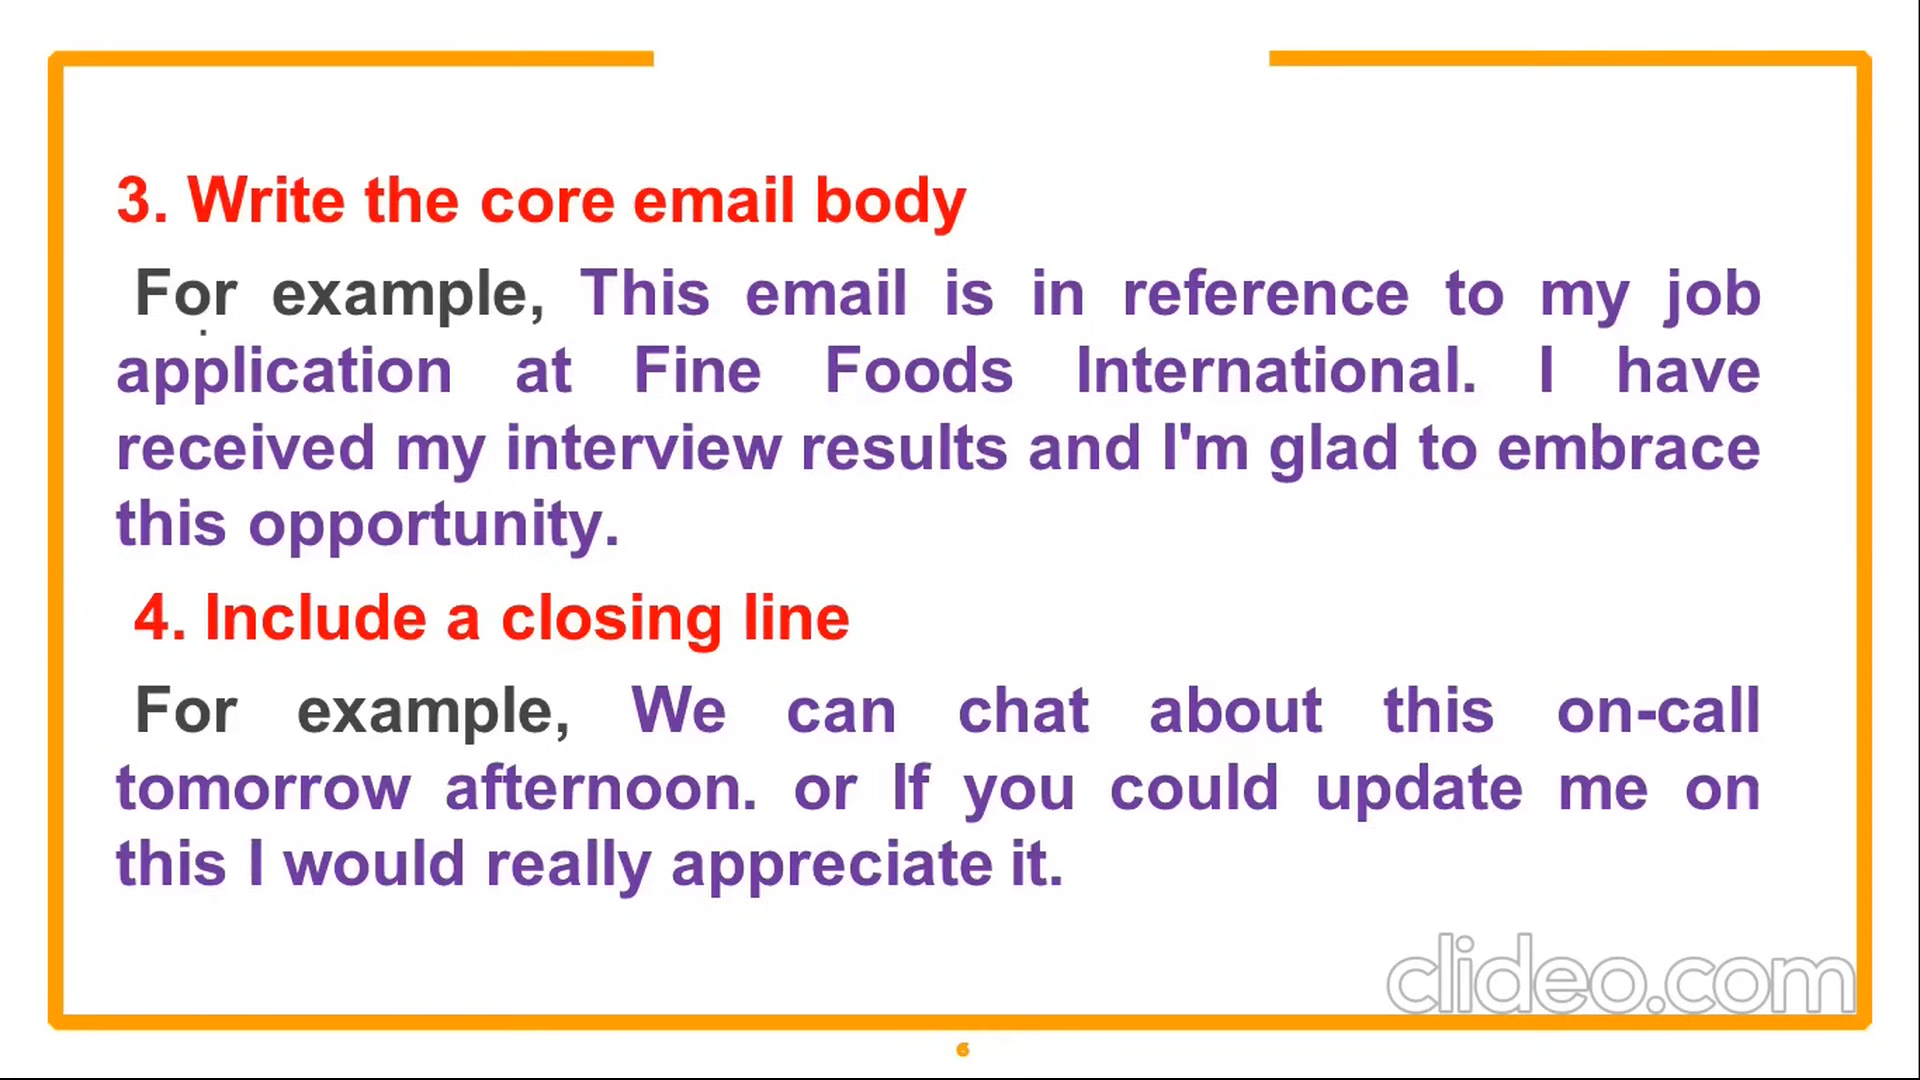 3. Write the core email body
For example, This email is in reference to my job
application at Fine Foods International. I have
received my interview results and I'm glad to embrace
this opportunity.
4. Include a closing line
For example, We can chat about this on-call
tomorrow afternoon. or If you could update me on
this I would really appreciate it.
clideo.com
6